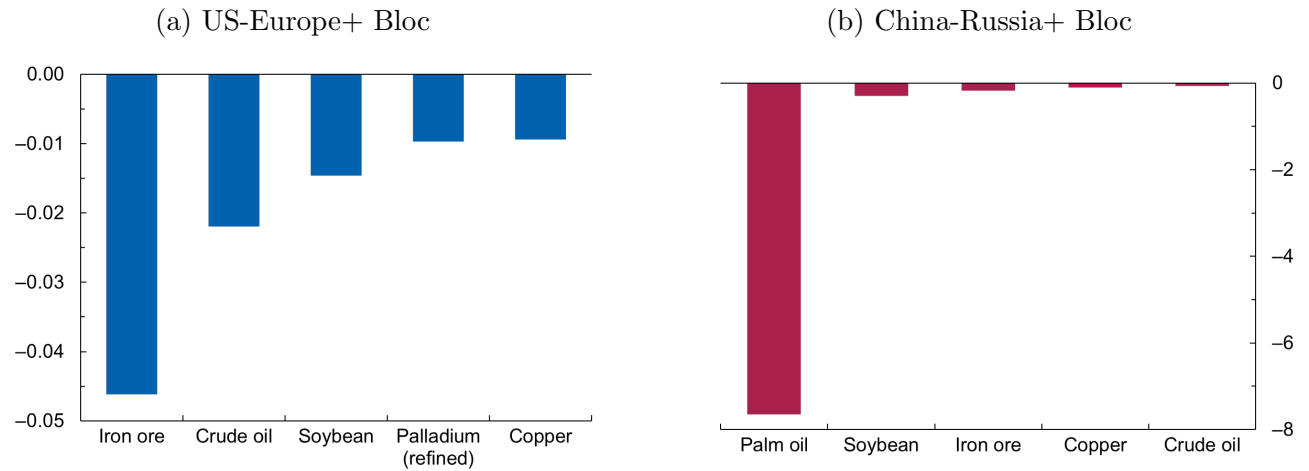 (a) US-Europe+ Bloc
0.00
–0.01
–0.02
–0.03
–0.04
–0.05
Iron ore
Crude oil
Soybean
Palladium
(refined)
Copper
(b) China-Russia+ Bloc
0
–2
–4
–6
–8
Palm oil
Soybean
Iron ore
Copper
Crude oil